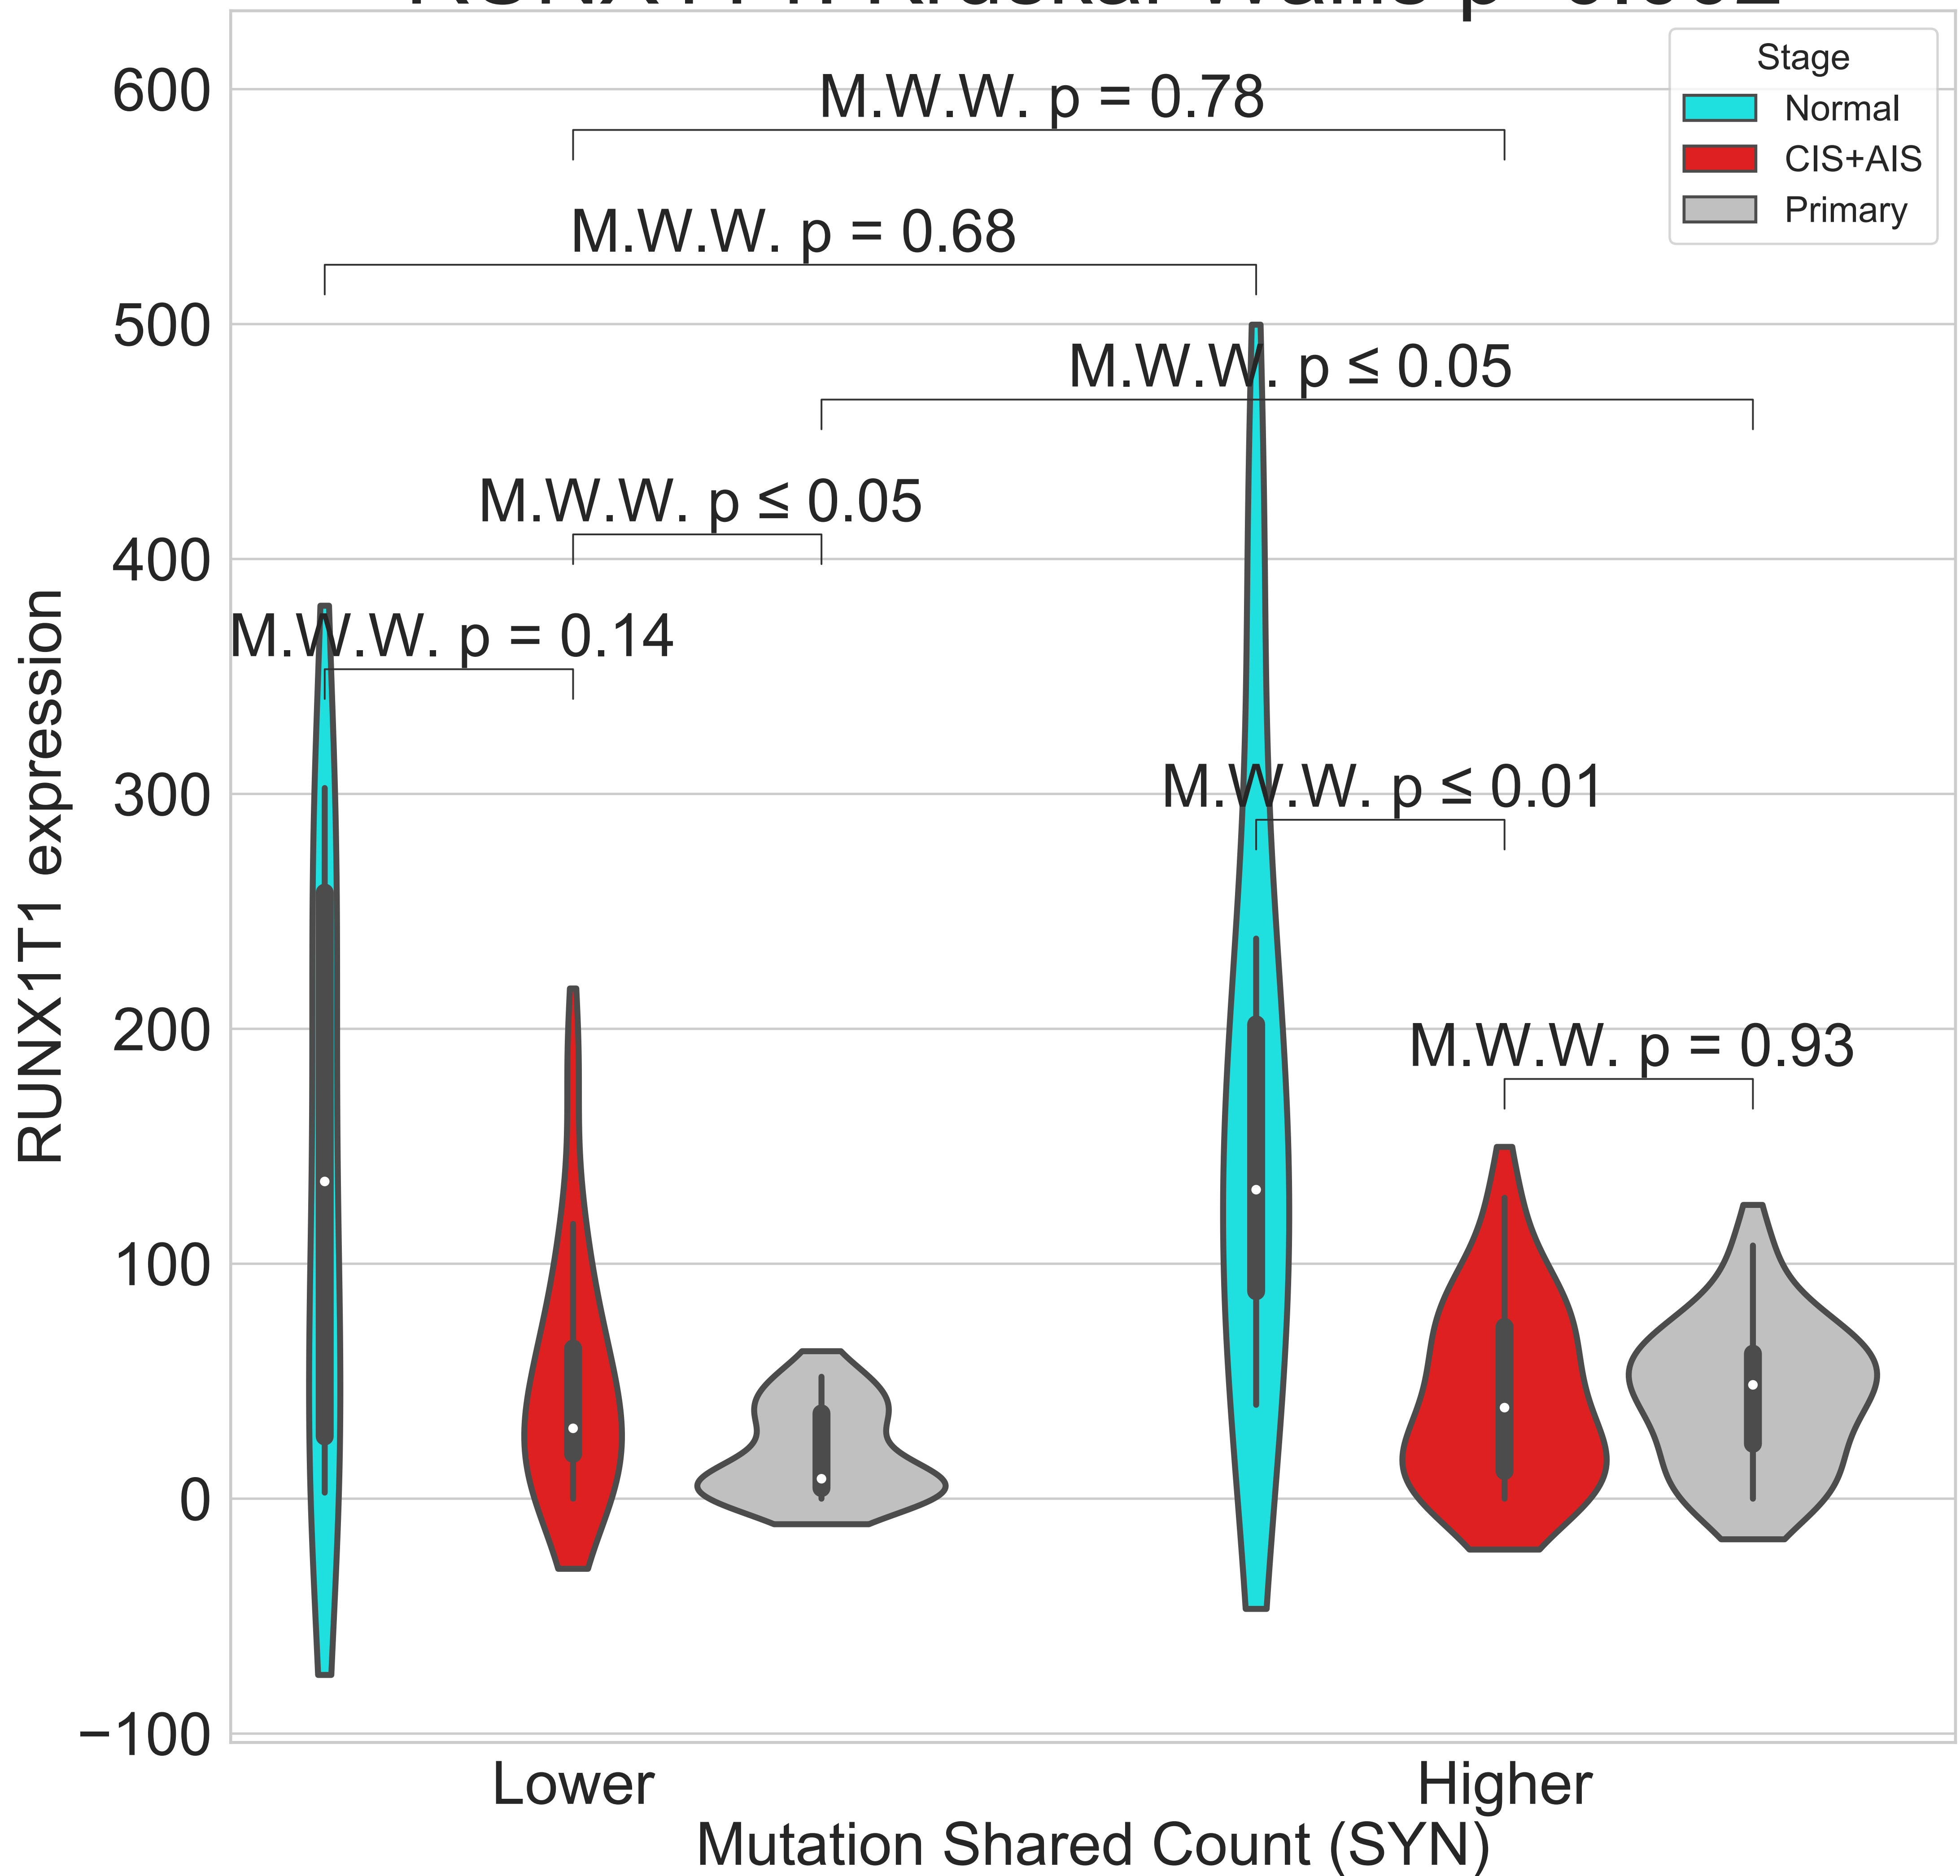 Stage
Normal
CIS+AIS
Primary
600
500
400
300
200
100
0
−100
RUNX1T1 expression
M.W.W. p = 0.78
M.W.W. p = 0.68
M.W.W. p ≤ 0.05
M.W.W. p ≤ 0.05
M.W.W. p = 0.14
M.W.W. p ≤ 0.01
M.W.W. p = 0.93
Lower
Higher
Mutation Shared Count (SYN)